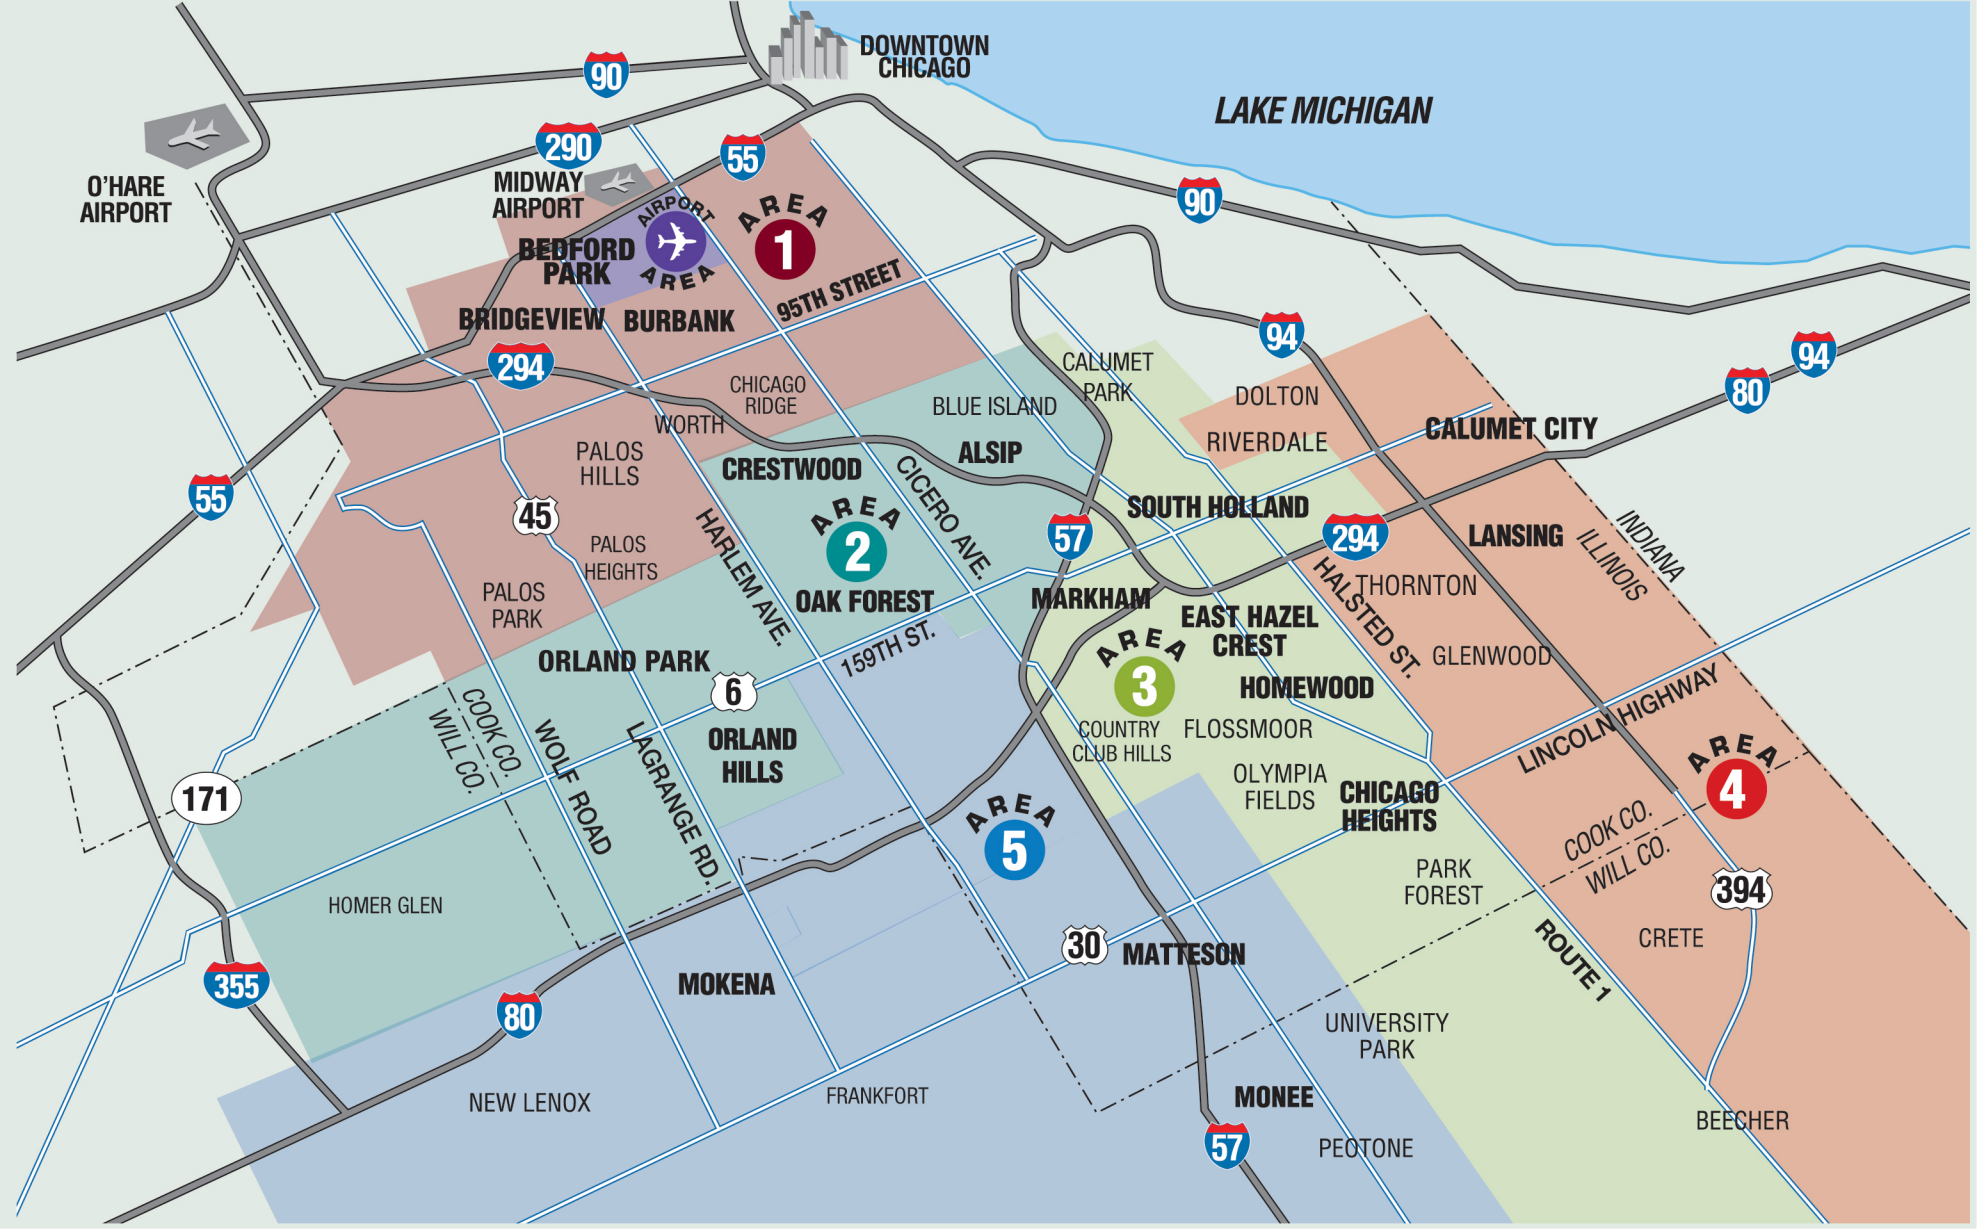 DOWNTOWN
CHICAGO
90
LAKE MICHIGAN
290
55
O'HARE
AIRPORT
MIDWAY
AIRPORT
90
AIRPORT
AREA
AREA
1
BEDFORD
PARK
95TH STREET
BRIDGEVIEW
BURBANK
294
94
94
80
CALUMET
PARK
CHICAGO
RIDGE
DOLTON
BLUE ISLAND
WORTH
CALUMET CITY
RIVERDALE
PALOS
HILLS
ALSIP
CRESTWOOD
CICERO AVE.
55
45
AREA
2
SOUTH HOLLAND
57
294
LANSING
INDIANA
ILLINOIS
HARLEM AVE.
PALOS
HEIGHTS
PALOS
PARK
OAK FOREST
MARKHAM
HALSTED ST.
THORNTON
EAST HAZEL
CREST
159TH ST.
AREA
3
GLENWOOD
ORLAND PARK
6
HOMEWOOD
COOK CO.
WILL CO.
WOLF ROAD
LAGRANGE RD.
ORLAND
HILLS
COUNTRY
CLUB HILLS
FLOSSMOOR
LINCOLN HIGHWAY
AREA
4
171
OLYMPIA
FIELDS
CHICAGO
HEIGHTS
AREA
5
COOK CO.
WILL CO.
PARK
FOREST
394
HOMER GLEN
30
MATTESON
CRETE
ROUTE 1
355
MOKENA
80
UNIVERSITY
PARK
NEW LENOX
FRANKFORT
MONEE
BEECHER
57
PEOTONE